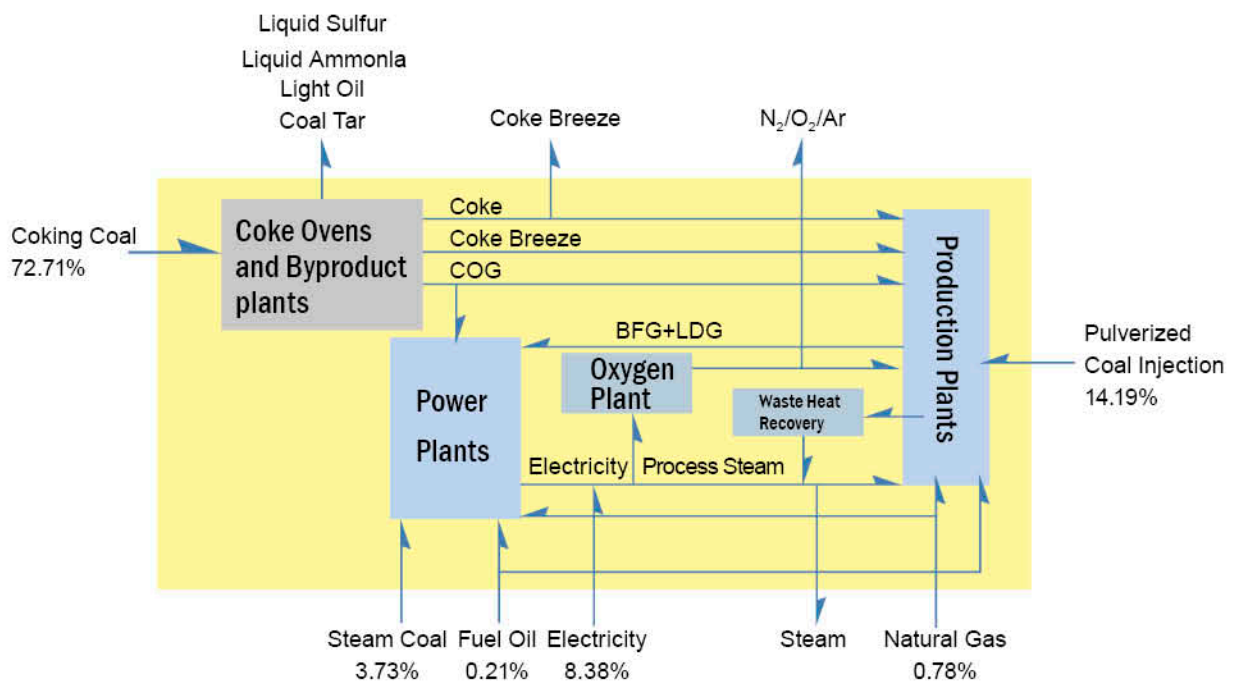 Liquid Sulfur
Liquid Ammonla
Light Oil
Coal Tar
Coke Breeze
N₂/O₂/Ar
Coking Coal
72.71%
Coke Ovens
and Byproduct
plants
Coke
Coke Breeze
COG
BFG+LDG
Production Plants
Pulverized
Coal Injection
14.19%
Power
Plants
Oxygen
Plant
Waste Heat
Recovery
Electricity
Process Steam
Steam Coal
3.73%
Fuel Oil
0.21%
Electricity
8.38%
Steam
Natural Gas
0.78%